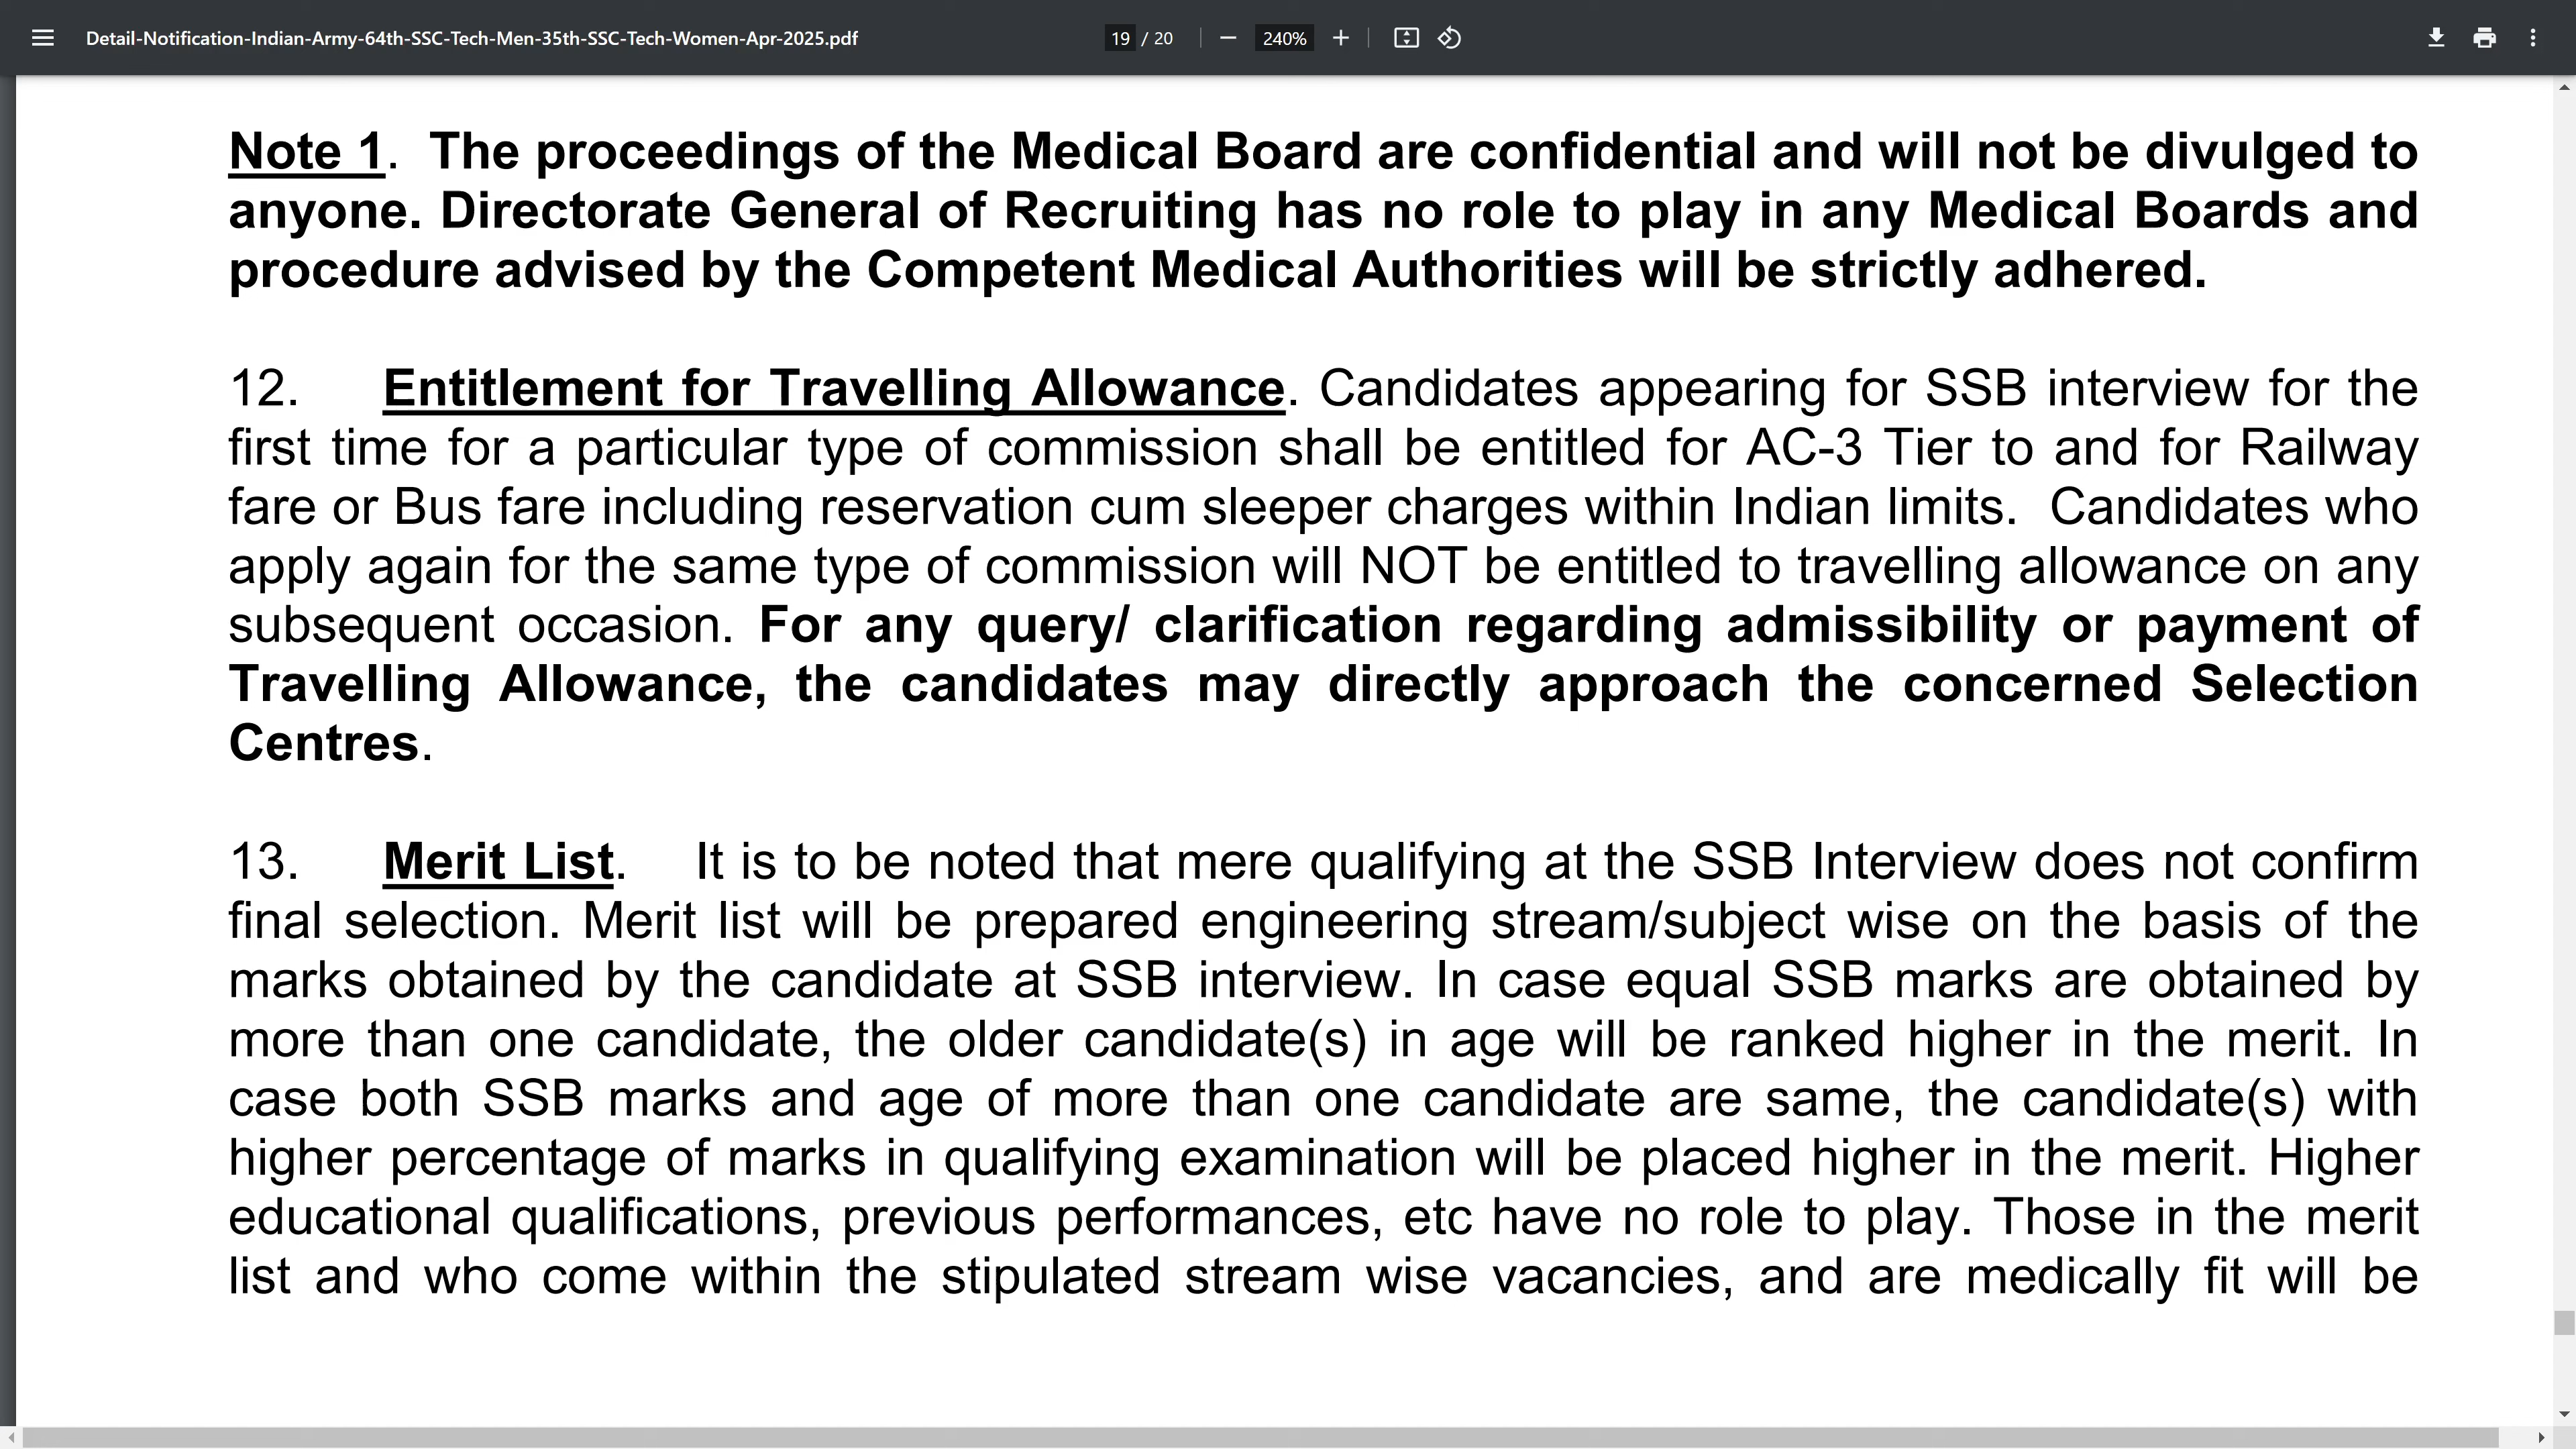 Detail-Notification-Indian-Army-64th-SSC-Tech-Men-35th-SSC-Tech-Women-Apr-2025.pdf
19 / 20
240%
Note 1. The proceedings of the Medical Board are confidential and will not be divulged to
anyone. Directorate General of Recruiting has no role to play in any Medical Boards and
procedure advised by the Competent Medical Authorities will be strictly adhered.
12. Entitlement for Travelling Allowance. Candidates appearing for SSB interview for the
first time for a particular type of commission shall be entitled for AC-3 Tier to and for Railway
fare or Bus fare including reservation cum sleeper charges within Indian limits. Candidates who
apply again for the same type of commission will NOT be entitled to travelling allowance on any
subsequent occasion. For any query/ clarification regarding admissibility or payment of
Travelling Allowance, the candidates may directly approach the concerned Selection
Centres.
13. Merit List. It is to be noted that mere qualifying at the SSB Interview does not confirm
final selection. Merit list will be prepared engineering stream/subject wise on the basis of the
marks obtained by the candidate at SSB interview. In case equal SSB marks are obtained by
more than one candidate, the older candidate(s) in age will be ranked higher in the merit. In
case both SSB marks and age of more than one candidate are same, the candidate(s) with
higher percentage of marks in qualifying examination will be placed higher in the merit. Higher
educational qualifications, previous performances, etc have no role to play. Those in the merit
list and who come within the stipulated stream wise vacancies, and are medically fit will be